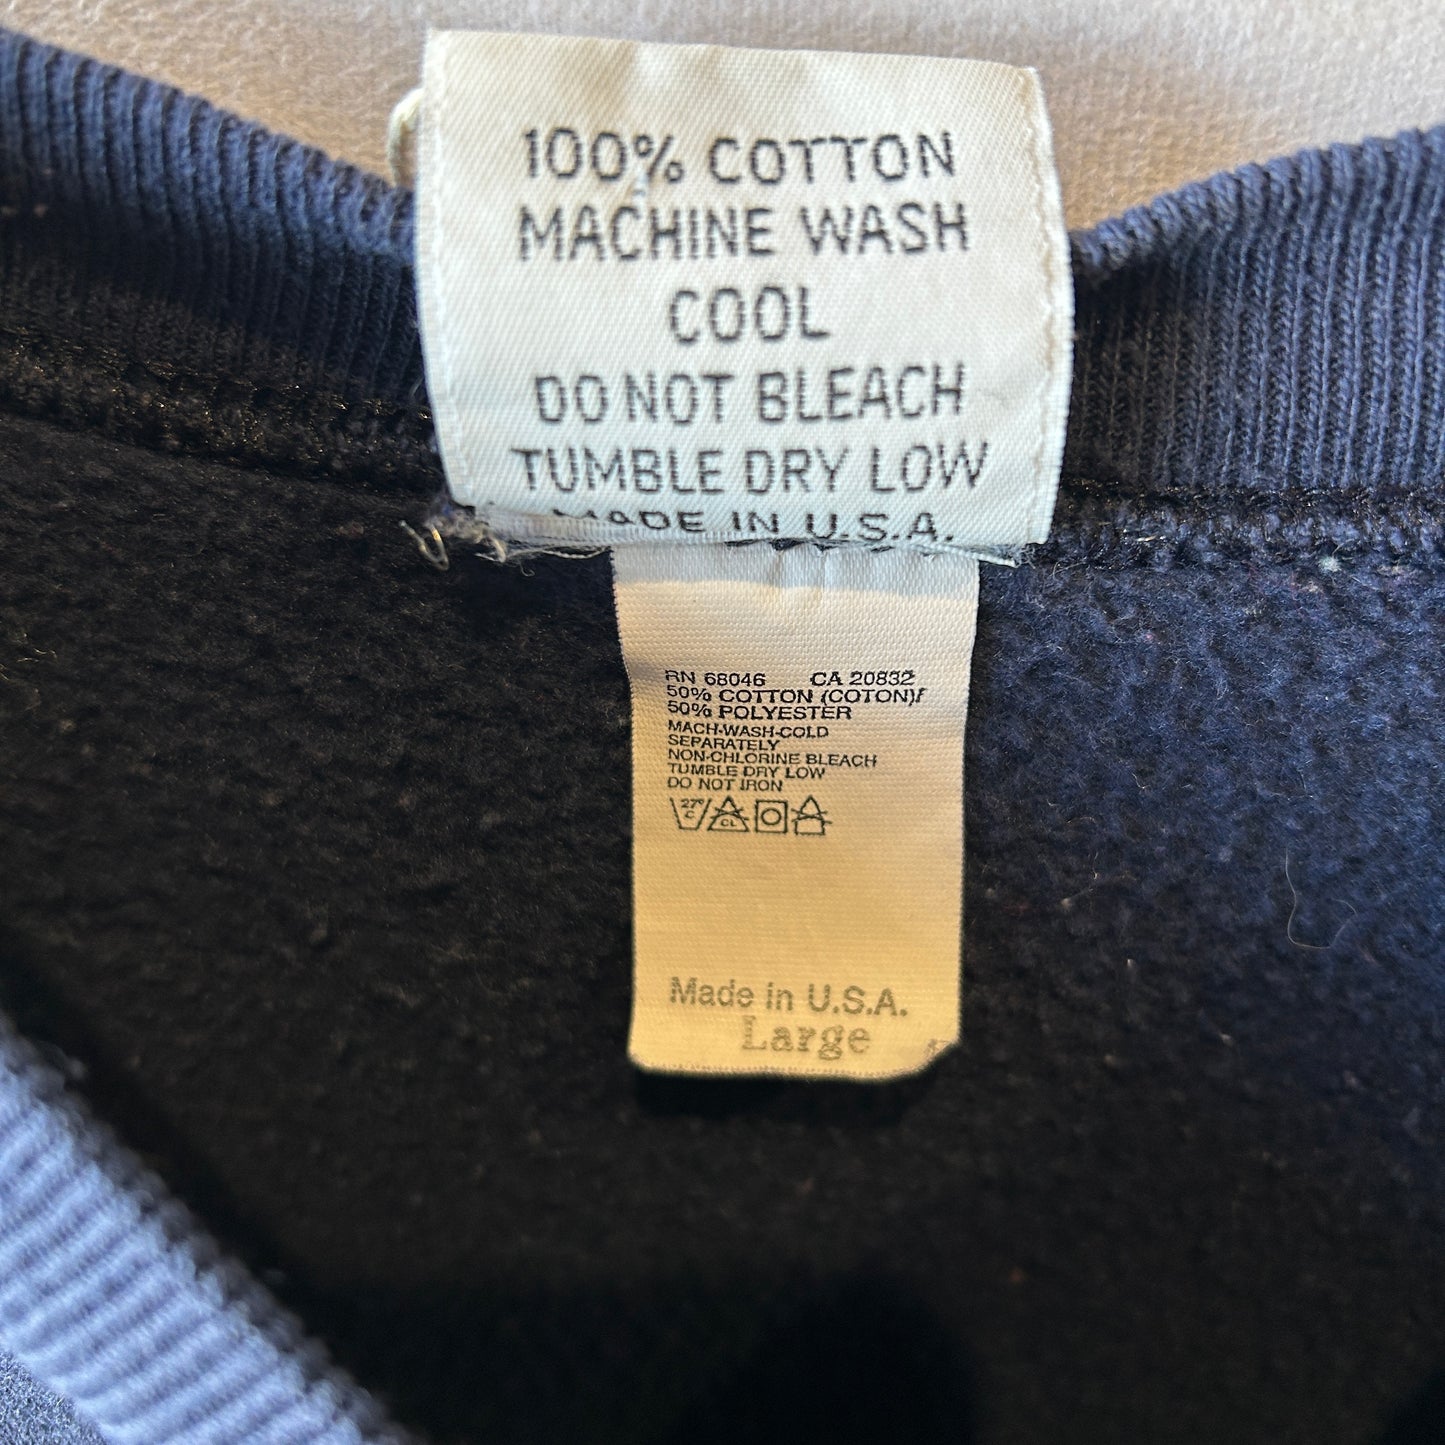 100% COTTON
MACHINE WASH
COOL
DO NOT BLEACH
TUMBLE DRY LOW
MADE IN U.S.A.
RN 68046 CA 20832
50% COTTON (COTON)/
50% POLYESTER
MACH-WASH-COLD
SEPARATELY
NON-CHLORINE BLEACH
TUMBLE DRY LOW
DO NOT IRON
27° C CL
Made in U.S.A.
Large